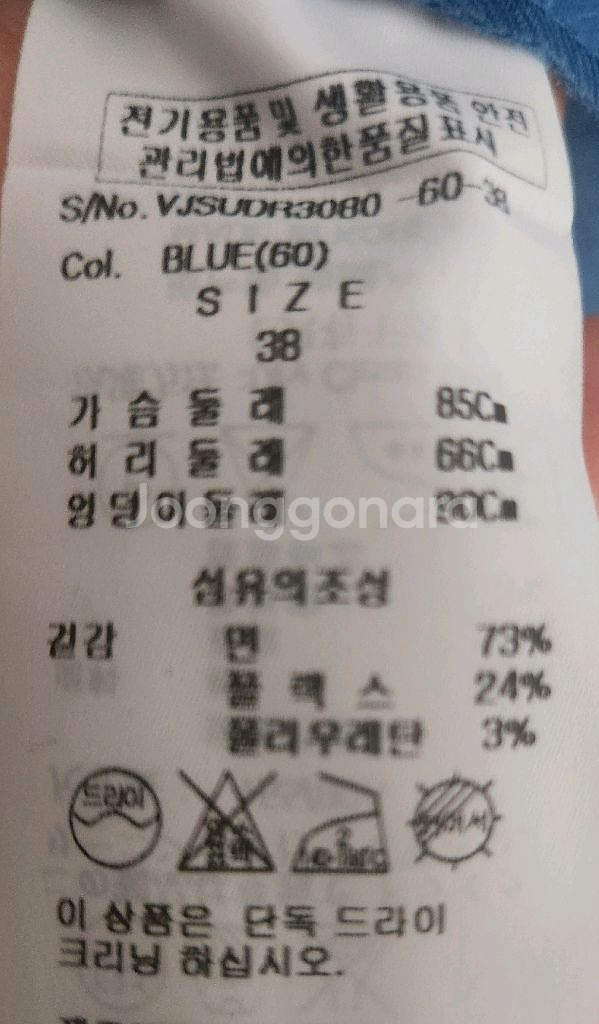 전기용품 및 생활용품 안전
관리법에의한품질표시
S/No. VJSUDR3080 -60-38
Col. BLUE(60)
SIZE
38
가슴둘레 85Cm
허리둘레 66Cm
엉덩이둘레
Joonggonara
섬유의조성
겉감 면 73%
플랙스 24%
폴리우레탄 3%
드라이
이 상품은 단독 드라이
크리닝 하십시오.